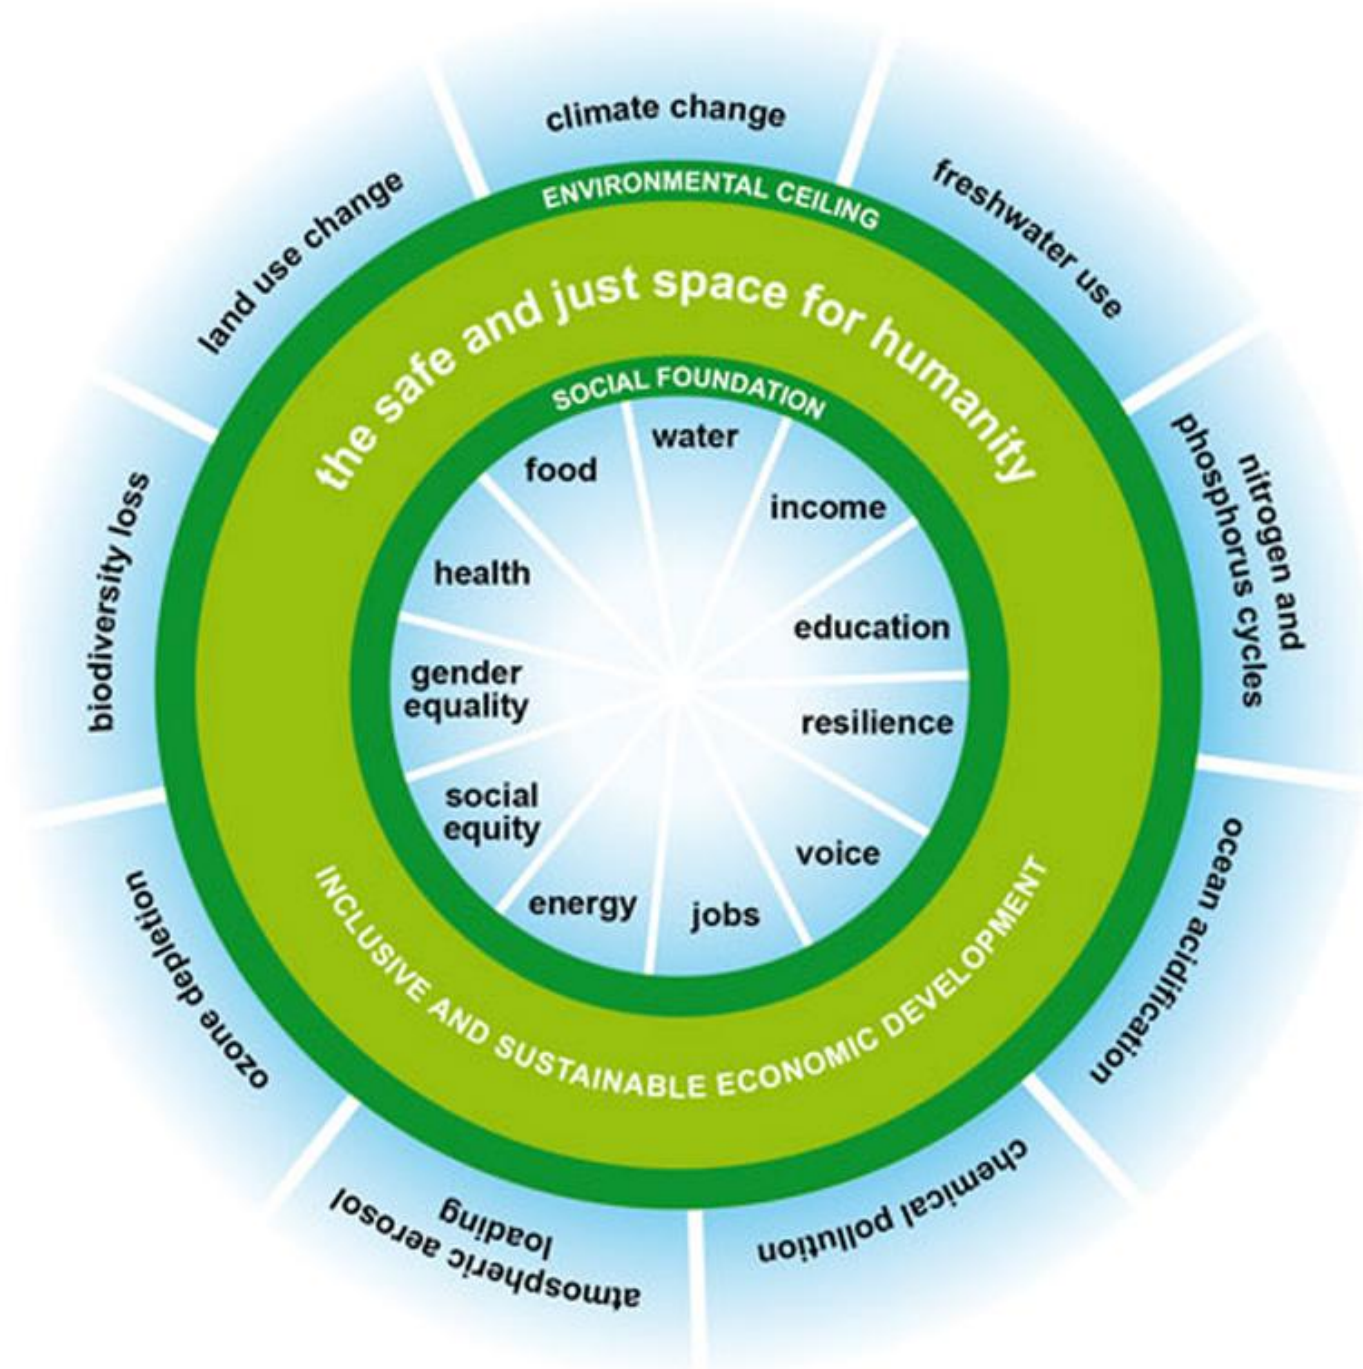 climate change
freshwater use
nitrogen and
phosphorus cycles
ocean acidification
chemical pollution
atmospheric aerosol
loading
ozone depletion
biodiversity loss
land use change
ENVIRONMENTAL CEILING
the safe and just space for humanity
SOCIAL FOUNDATION
water
income
education
resilience
voice
jobs
energy
social
equity
gender
equality
health
food
INCLUSIVE AND SUSTAINABLE ECONOMIC DEVELOPMENT